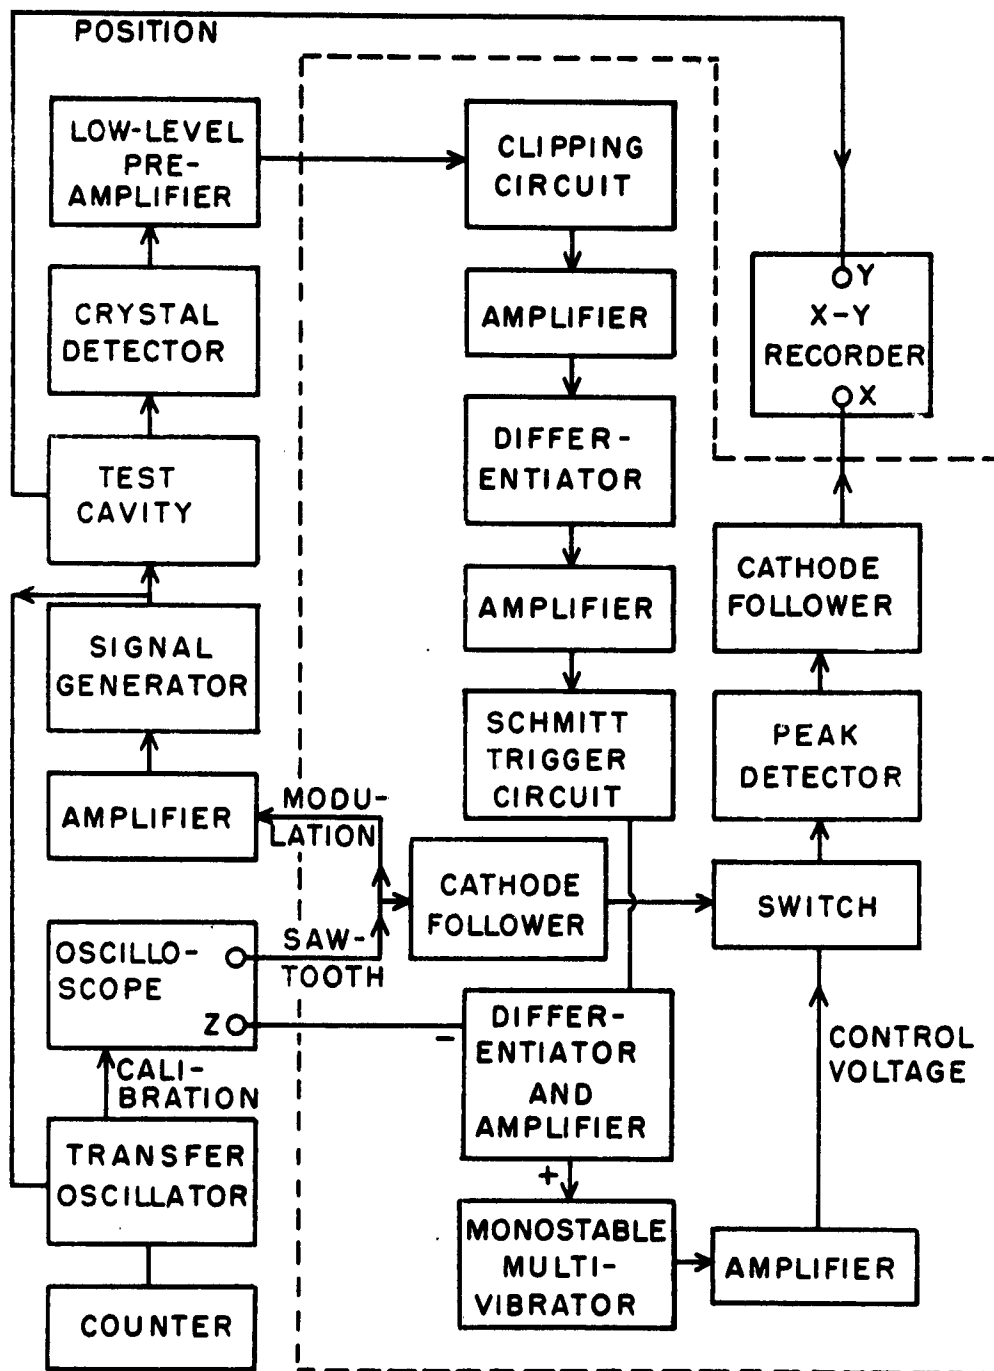 POSITION
LOW-LEVEL
PRE-
AMPLIFIER
CRYSTAL
DETECTOR
TEST
CAVITY
SIGNAL
GENERATOR
AMPLIFIER
OSCILLO-
SCOPE
Z
CALI-
BRATION
TRANSFER
OSCILLATOR
COUNTER
MODU-
LATION
SAW-
TOOTH
CLIPPING
CIRCUIT
AMPLIFIER
DIFFER-
ENTIATOR
AMPLIFIER
SCHMITT
TRIGGER
CIRCUIT
CATHODE
FOLLOWER
-
DIFFER-
ENTIATOR
AND
AMPLIFIER
+
MONOSTABLE
MULTI-
VIBRATOR
Y
X-Y
RECORDER
X
CATHODE
FOLLOWER
PEAK
DETECTOR
SWITCH
CONTROL
VOLTAGE
AMPLIFIER